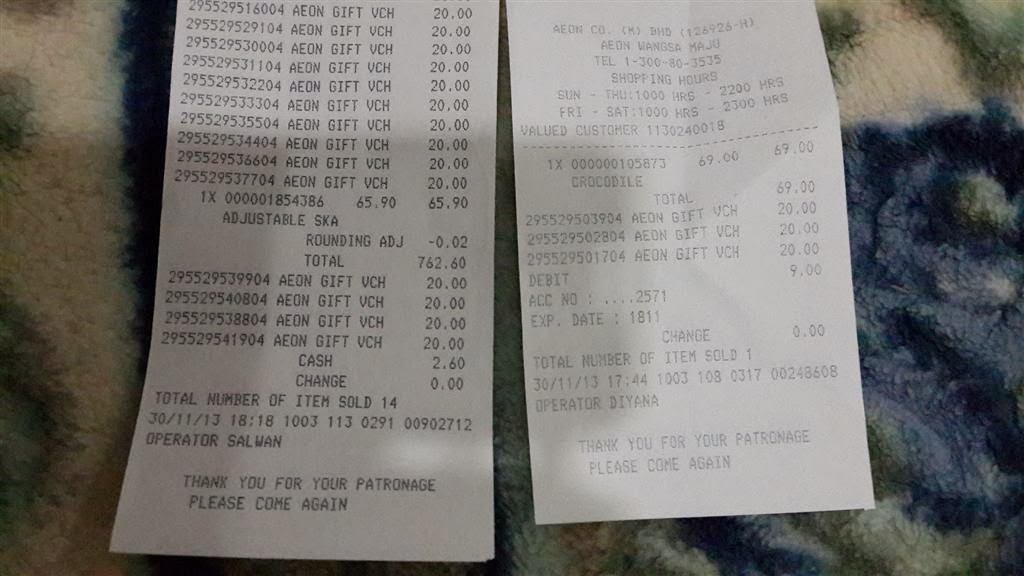 20.00
295529516004 AEON GIFT VCH 20.00
295529529104 AEON GIFT VCH 20.00
295529530004 AEON GIFT VCH 20.00
295529531104 AEON GIFT VCH 20.00
295529532204 AEON GIFT VCH 20.00
295529533304 AEON GIFT VCH 20.00
295529535504 AEON GIFT VCH 20.00
295529534404 AEON GIFT VCH 20.00
295529536604 AEON GIFT VCH 20.00
295529537704 AEON GIFT VCH 20.00
1X 000001854386 65.90 65.90
ADJUSTABLE SKA
ROUNDING ADJ -0.02
TOTAL 762.60
295529539904 AEON GIFT VCH 20.00
295529540804 AEON GIFT VCH 20.00
295529538804 AEON GIFT VCH 20.00
295529541904 AEON GIFT VCH 20.00
CASH 2.60
CHANGE 0.00
TOTAL NUMBER OF ITEM SOLD 14
30/11/13 18:18 1003 113 0291 00902712
OPERATOR SALWAN
THANK YOU FOR YOUR PATRONAGE
PLEASE COME AGAIN
AEON CO. (M) BHD (126926-H)
AEON WANGSA MAJU
TEL 1-300-80-3535
SHOPPING HOURS
SUN - THU:1000 HRS - 2200 HRS
FRI - SAT:1000 HRS - 2300 HRS
VALUED CUSTOMER 1130240018
1X 000000105873 69.00 69.00
CROCODILE
TOTAL 69.00
295529503904 AEON GIFT VCH 20.00
295529502804 AEON GIFT VCH 20.00
295529501704 AEON GIFT VCH 20.00
DEBIT 9.00
ACC NO : ....2571
EXP. DATE : 1811
CHANGE 0.00
TOTAL NUMBER OF ITEM SOLD 1
30/11/13 17:44 1003 108 0317 00248608
OPERATOR DIYANA
THANK YOU FOR YOUR PATRONAGE
PLEASE COME AGAIN